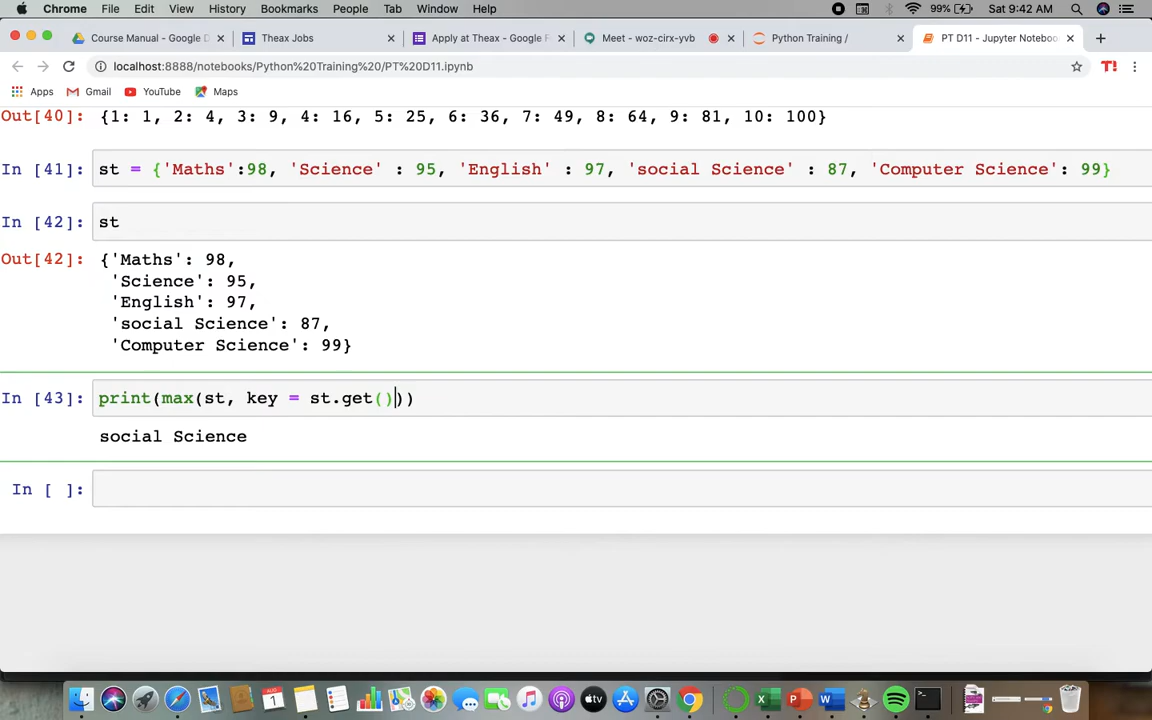 Chrome File Edit View History Bookmarks People Tab Window Help 99% Sat 9:42 AM
Course Manual - Google D Theax Jobs Apply at Theax - Google F Meet - woz-cirx-yvb Python Training / PT D11 - Jupyter Noteboo
localhost:8888/notebooks/Python%20Training%20/PT%20D11.ipynb T!
Apps Gmail YouTube Maps
Out[40]: {1: 1, 2: 4, 3: 9, 4: 16, 5: 25, 6: 36, 7: 49, 8: 64, 9: 81, 10: 100}
In [41]: st = {'Maths':98, 'Science' : 95, 'English' : 97, 'social Science' : 87, 'Computer Science': 99}
In [42]: st
Out[42]: {'Maths': 98,
'Science': 95,
'English': 97,
'social Science': 87,
'Computer Science': 99}
In [43]: print(max(st, key = st.get()))
social Science
In [ ]: